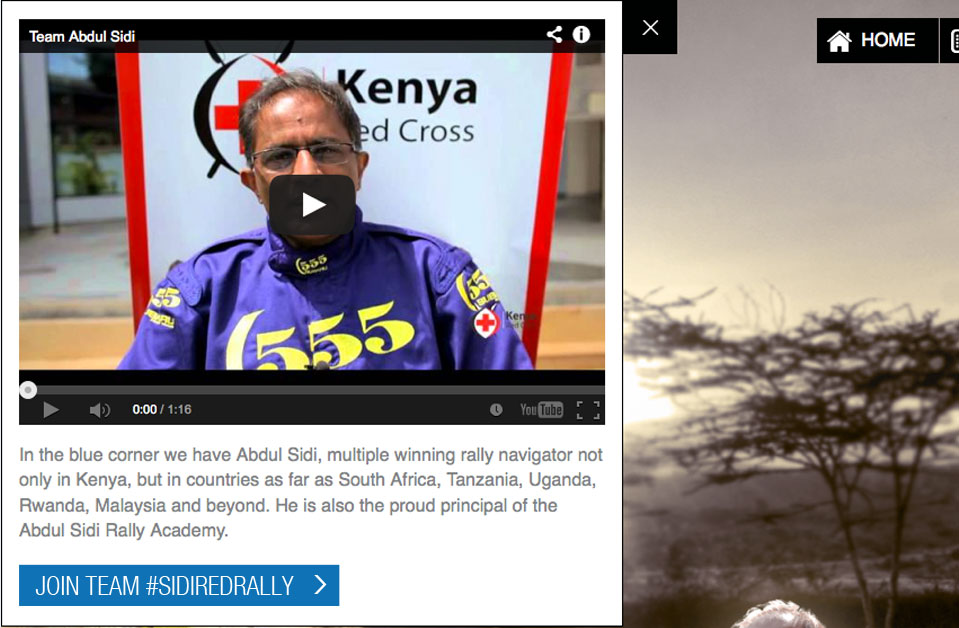 Team Abdul Sidi
HOME
Kenya
ed Cross
555
555
555
Kenya
0:00 / 1:16
YouTube
In the blue corner we have Abdul Sidi, multiple winning rally navigator not
only in Kenya, but in countries as far as South Africa, Tanzania, Uganda,
Rwanda, Malaysia and beyond. He is also the proud principal of the
Abdul Sidi Rally Academy.
JOIN TEAM #SIDIREDRALLY